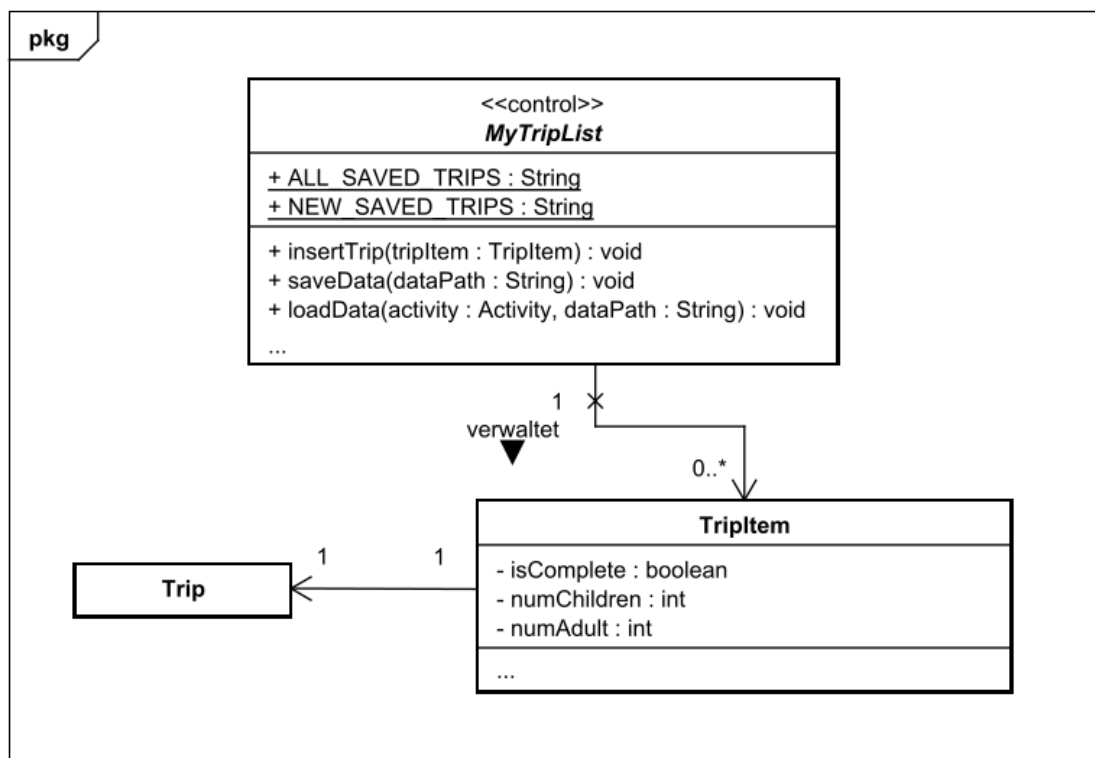 pkg
<<control>>
MyTripList
+ ALL_SAVED_TRIPS : String
+ NEW_SAVED_TRIPS : String
+ insertTrip(tripItem : TripItem) : void
+ saveData(dataPath : String) : void
+ loadData(activity : Activity, dataPath : String) : void
...
1
verwaltet
0..*
TripItem
- isComplete : boolean
- numChildren : int
- numAdult : int
...
1
1
Trip